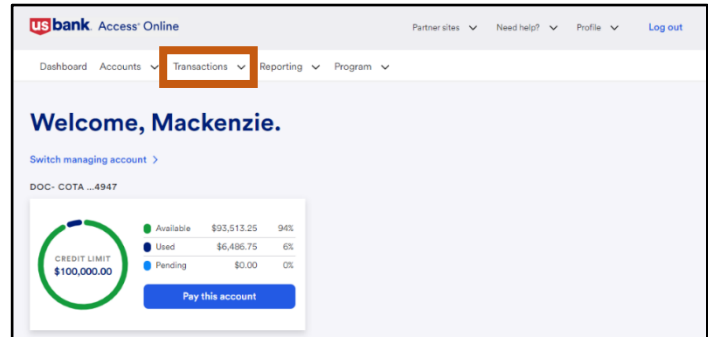 usbank. Access® Online
Partner sites Need help? Profile Log out
Dashboard Accounts Transactions Reporting Program
Welcome, Mackenzie.
Switch managing account >
DOC- COTA ...4947
CREDIT LIMIT
$100,000.00
Available $93,513.25 94%
Used $6,486.75 6%
Pending $0.00 0%
Pay this account